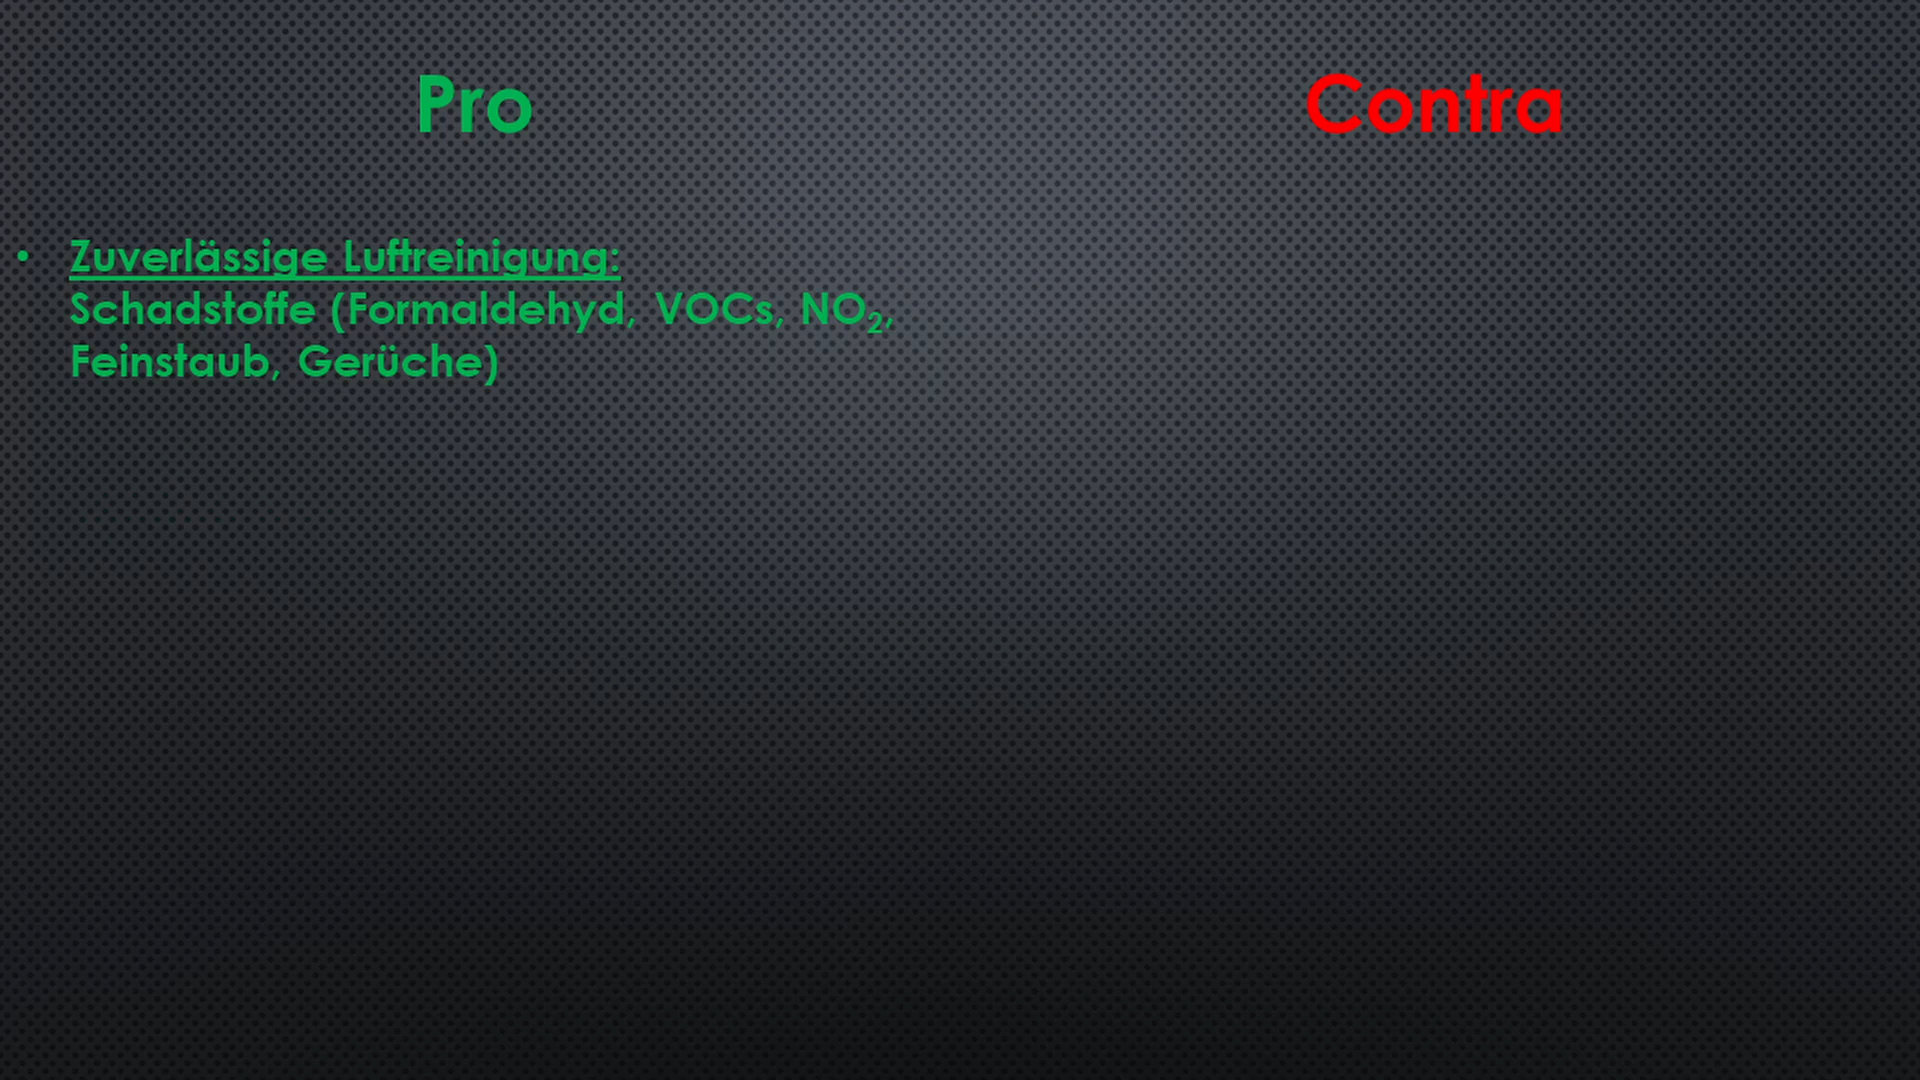 Pro
Contra
• Zuverlässige Luftreinigung:
Schadstoffe (Formaldehyd, VOCs, NO₂,
Feinstaub, Gerüche)